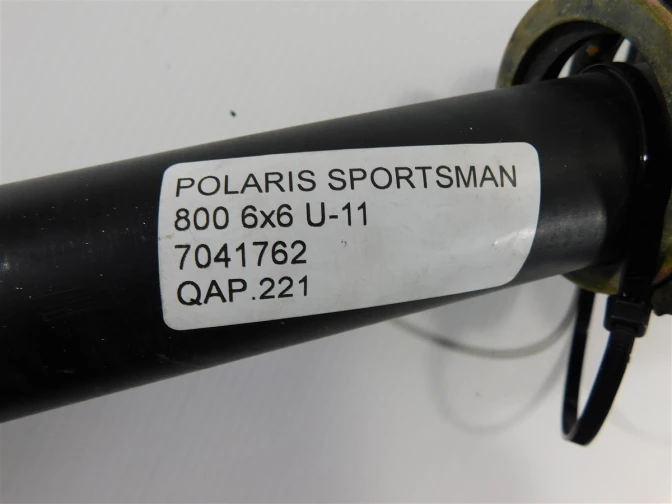 POLARIS SPORTSMAN
800 6x6 U-11
7041762
QAP.221